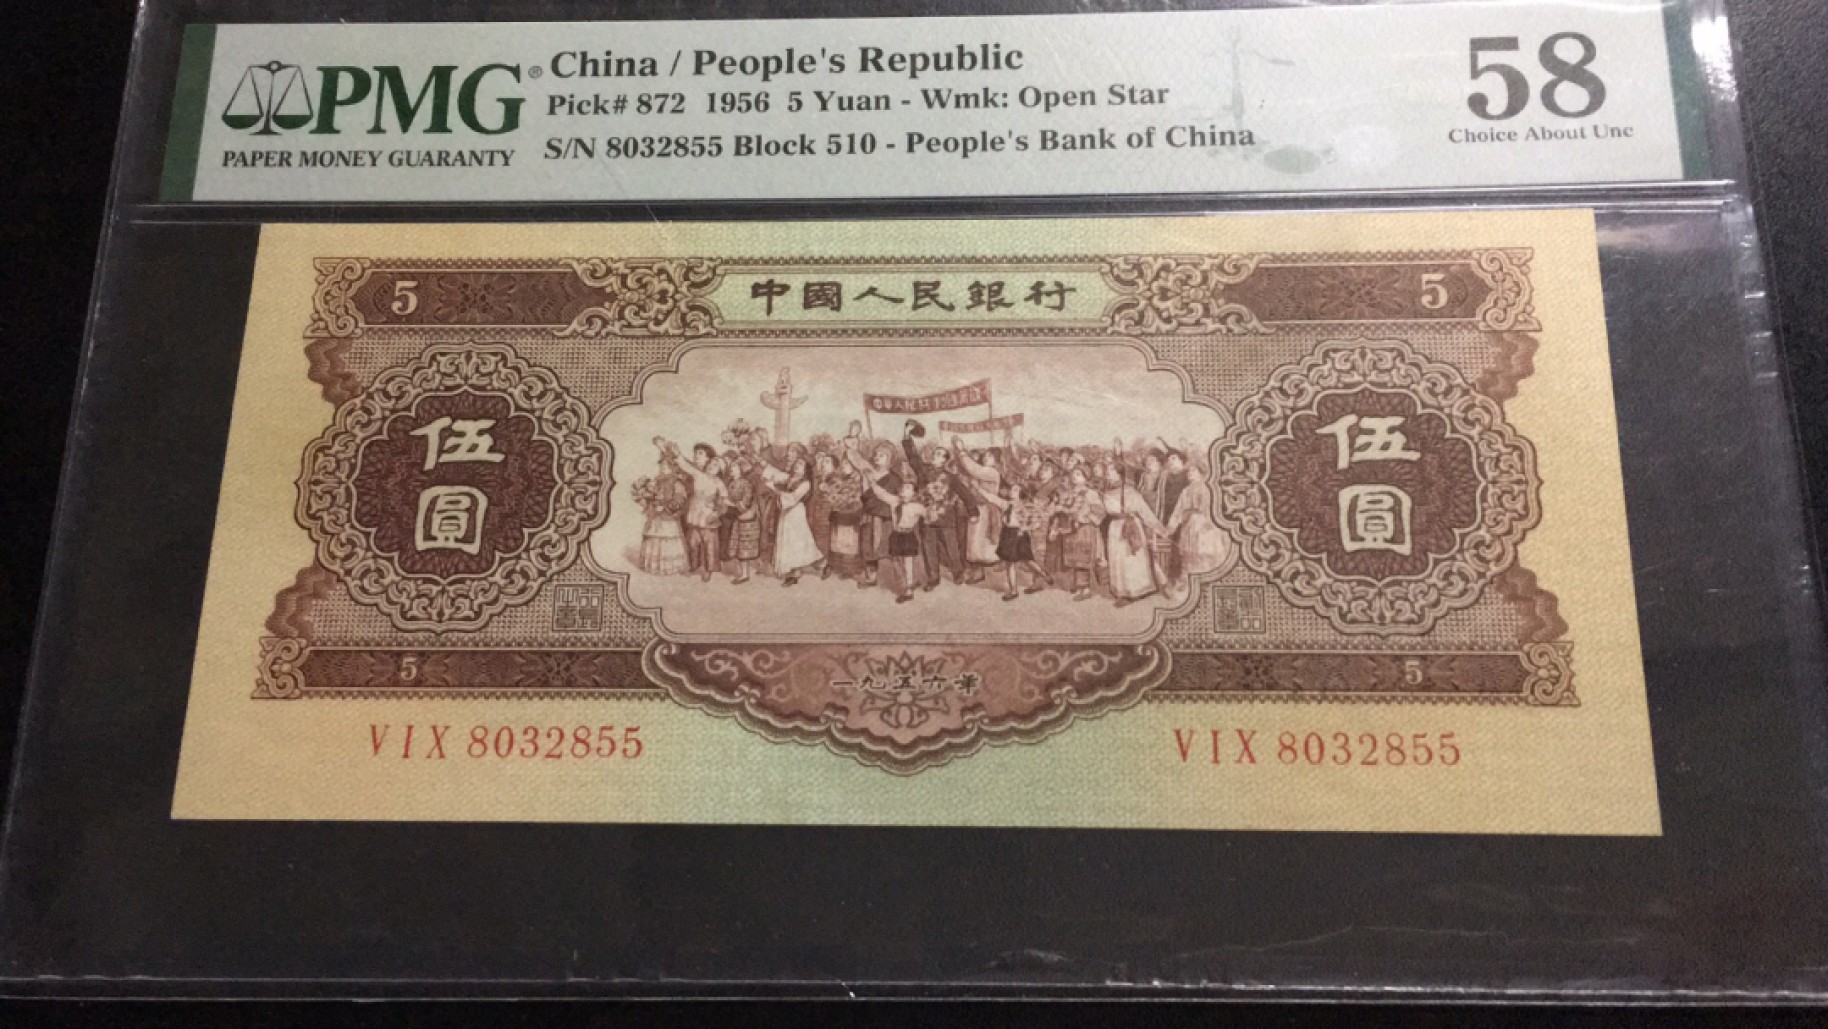 PMG® China / People's Republic 58
Pick# 872 1956 5 Yuan - Wmk: Open Star
Choice About Unc
PAPER MONEY GUARANTY S/N 8032855 Block 510 - People's Bank of China
5 中國人民銀行 5
伍圓 伍圓
5 一九五六年 5
VIX 8032855 VIX 8032855